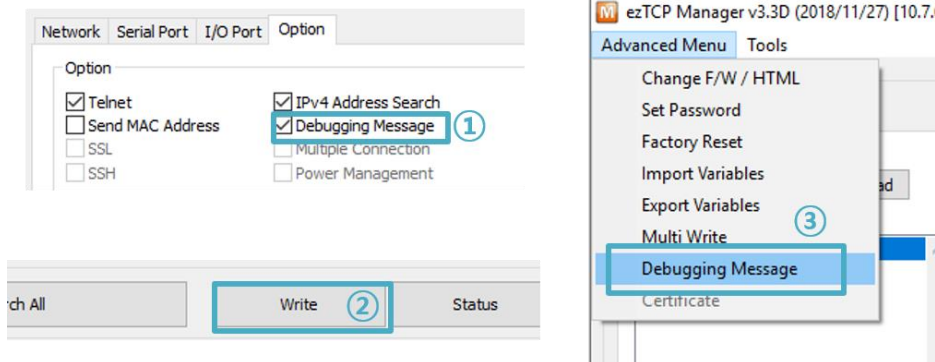 Network Serial Port I/O Port Option
Option
Telnet IPv4 Address Search
Send MAC Address Debugging Message ①
SSL Multiple Connection
SSH Power Management
rch All Write ② Status
ezTCP Manager v3.3D (2018/11/27) [10.7.
Advanced Menu Tools
Change F/W / HTML
Set Password
Factory Reset
Import Variables
ad
Export Variables
③
Multi Write
Debugging Message
Certificate